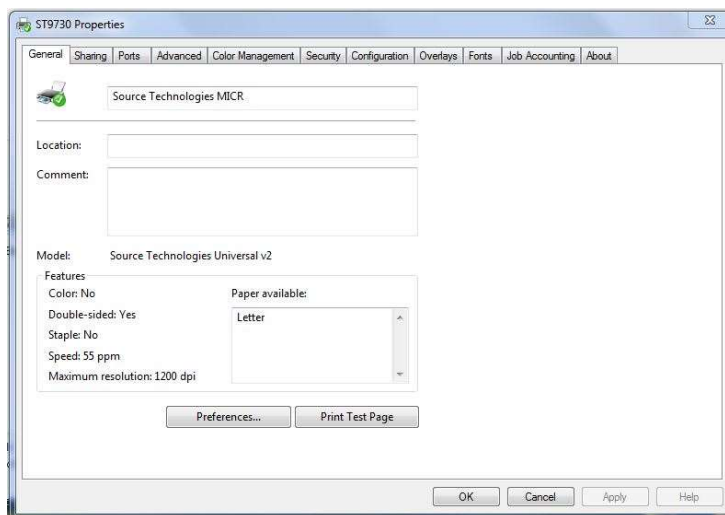 ST9730 Properties
General Sharing Ports Advanced Color Management Security Configuration Overlays Fonts Job Accounting About
Source Technologies MICR
Location:
Comment:
Model: Source Technologies Universal v2
Features
Color: No Paper available:
Double-sided: Yes Letter
Staple: No
Speed: 55 ppm
Maximum resolution: 1200 dpi
Preferences... Print Test Page
OK Cancel Apply Help